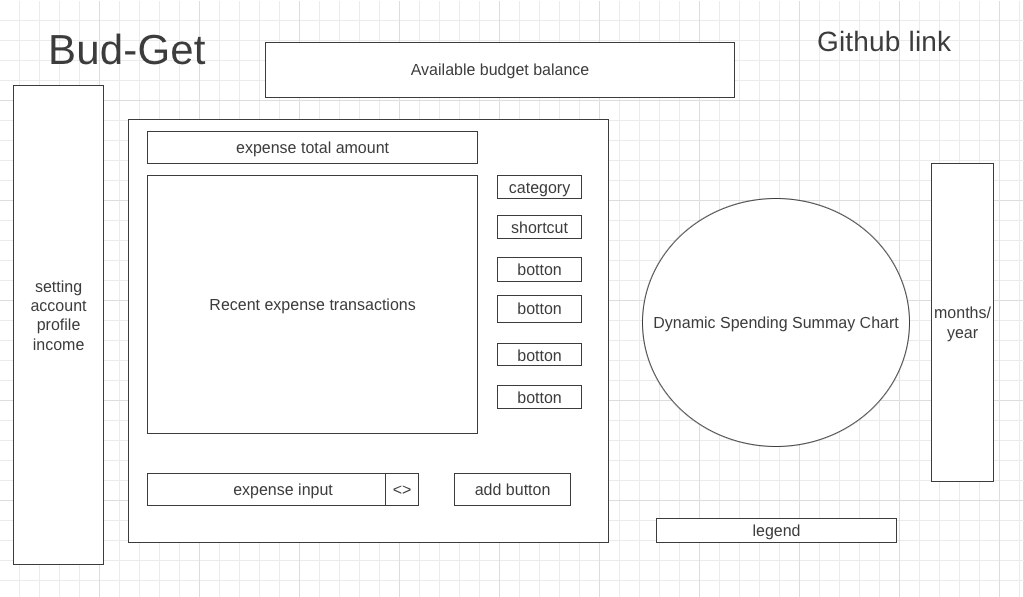 Bud-Get
Github link
Available budget balance
setting
account
profile
income
expense total amount
Recent expense transactions
category
shortcut
botton
botton
botton
botton
expense input
<>
add button
Dynamic Spending Summay Chart
months/
year
legend